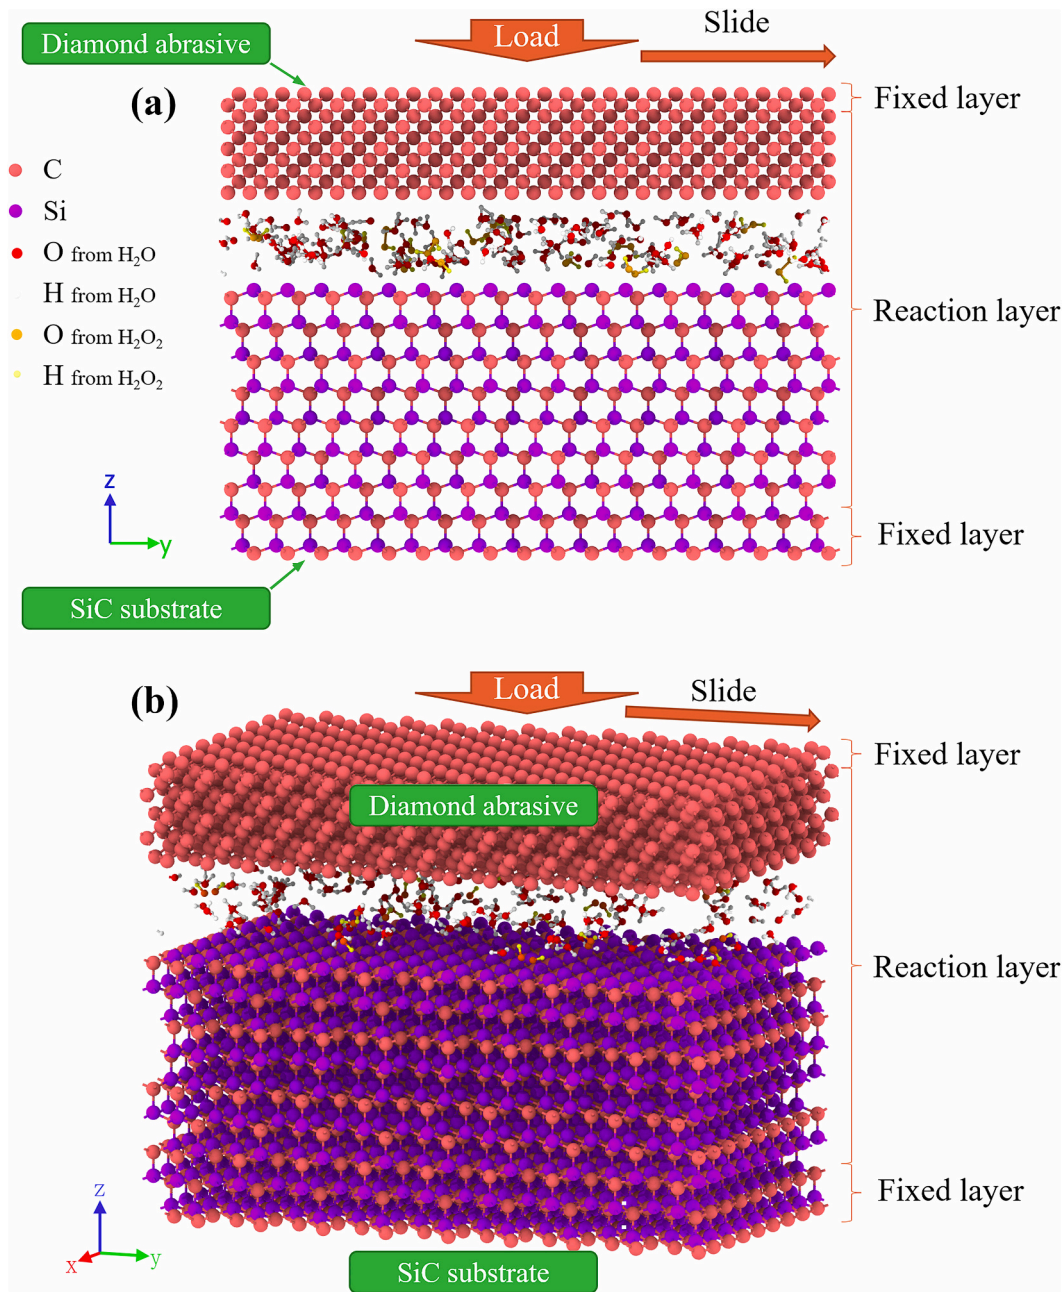 Diamond abrasive
Load
Slide
(a)
Fixed layer
C
Si
O from H₂O
H from H₂O
O from H₂O₂
H from H₂O₂
Reaction layer
z
y
Fixed layer
SiC substrate
(b)
Load
Slide
Fixed layer
Diamond abrasive
Reaction layer
Fixed layer
z
x
y
SiC substrate